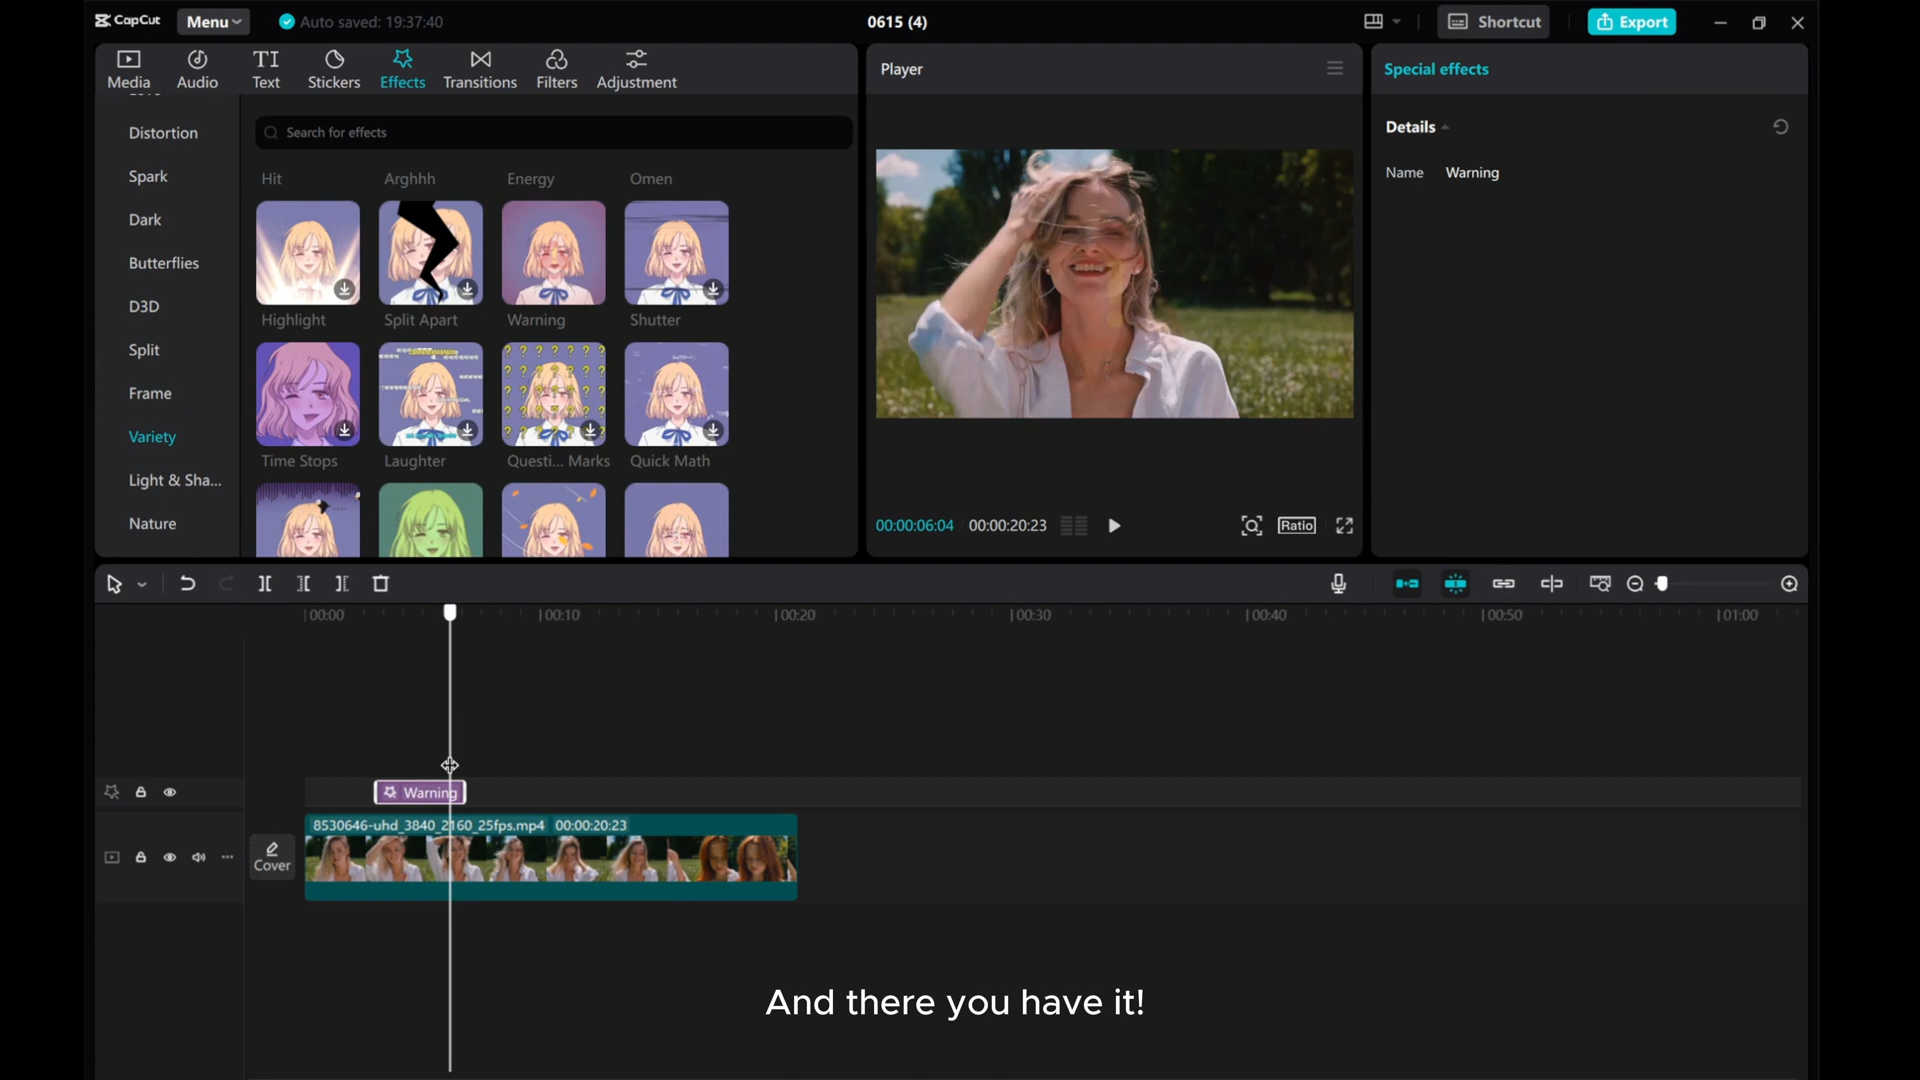 CapCut
Menu
Auto saved: 19:37:40
0615 (4)
Shortcut
Export
Media
Audio
TI
Text
Stickers
Effects
Transitions
Filters
Adjustment
Player
Special effects
Distortion
Spark
Dark
Butterflies
D3D
Split
Frame
Variety
Light & Sha...
Nature
Search for effects
Hit
Arghhh
Energy
Omen
Highlight
Split Apart
Warning
Shutter
Time Stops
Laughter
Questi... Marks
Quick Math
Details
Name Warning
00:00:06:04
00:00:20:23
Ratio
00:00
00:10
00:20
00:30
00:40
00:50
01:00
Warning
Cover
8530646-uhd_3840_2160_25fps.mp4 00:00:20:23
And there you have it!